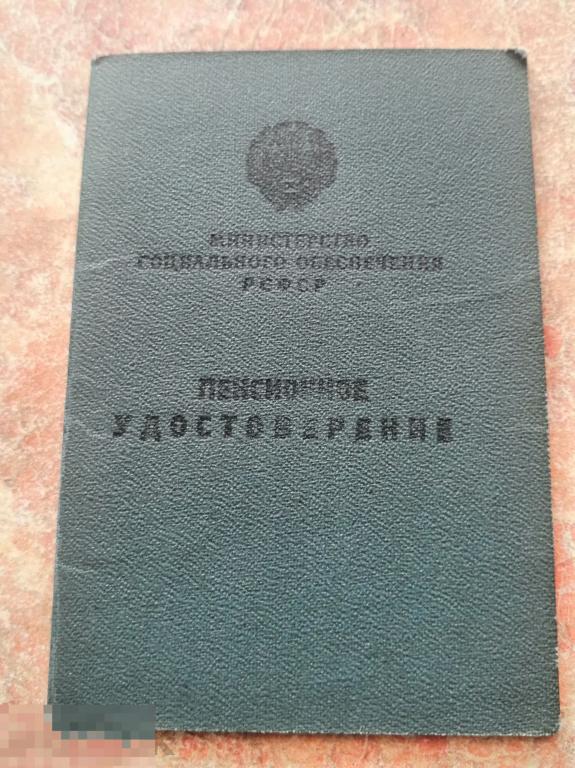 МИНИСТЕРСТВО
СОЦИАЛЬНОГО ОБЕСПЕЧЕНИЯ
РСФСР
ПЕНСИОННОЕ
УДОСТОВЕРЕНИЕ